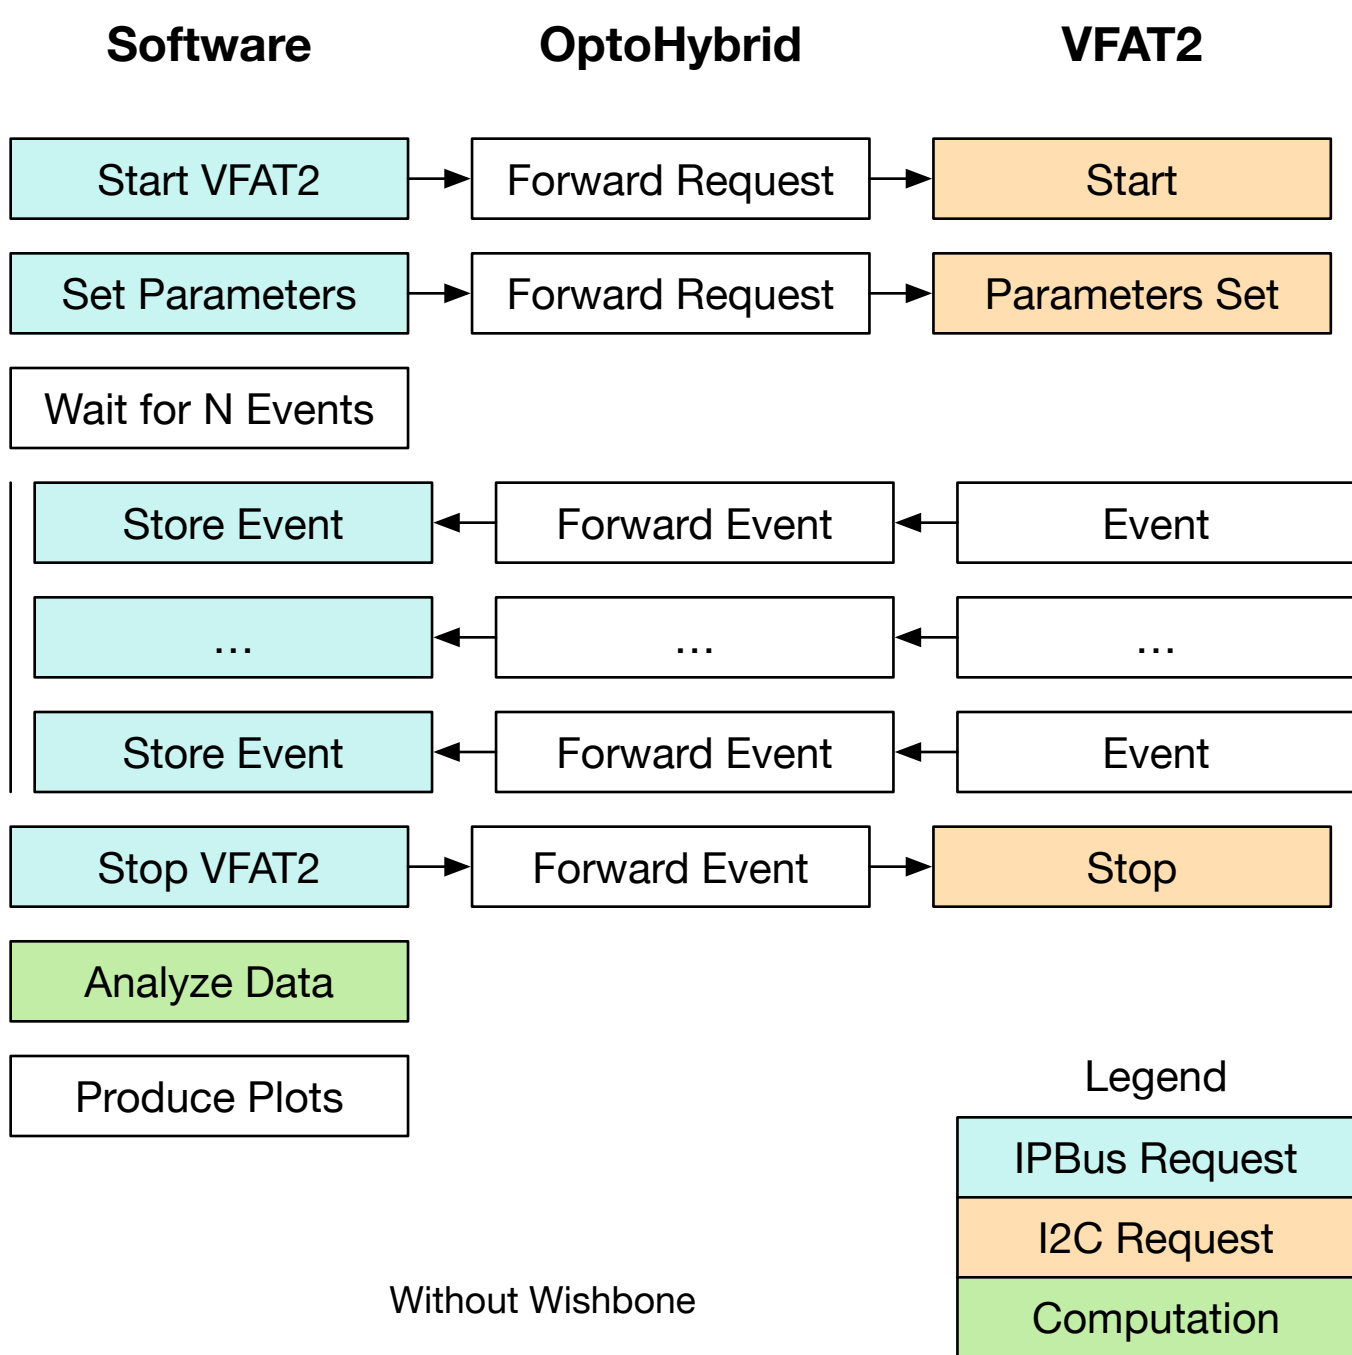 Software OptoHybrid VFAT2
Start VFAT2 Forward Request Start
Set Parameters Forward Request Parameters Set
Wait for N Events
Store Event Forward Event Event
... ... ...
Store Event Forward Event Event
Stop VFAT2 Forward Event Stop
Analyze Data
Produce Plots
Legend
IPBus Request
I2C Request
Computation
Without Wishbone